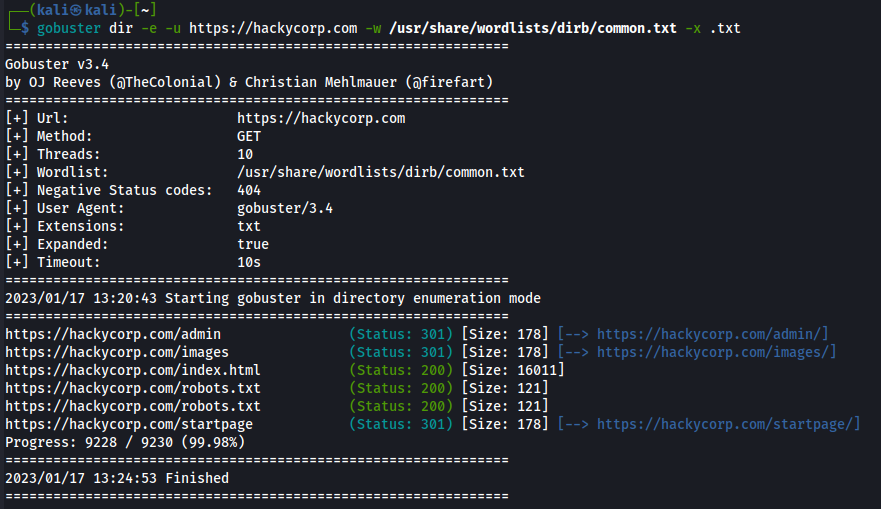 ┌──(kali㉿kali)-[~]
└─$ gobuster dir -e -u https://hackycorp.com -w /usr/share/wordlists/dirb/common.txt -x .txt
===============================================================
Gobuster v3.4
by OJ Reeves (@TheColonial) & Christian Mehlmauer (@firefart)
===============================================================
[+] Url:                     https://hackycorp.com
[+] Method:                  GET
[+] Threads:                 10
[+] Wordlist:                /usr/share/wordlists/dirb/common.txt
[+] Negative Status codes:   404
[+] User Agent:              gobuster/3.4
[+] Extensions:              txt
[+] Expanded:                true
[+] Timeout:                 10s
===============================================================
2023/01/17 13:20:43 Starting gobuster in directory enumeration mode
===============================================================
https://hackycorp.com/admin                (Status: 301) [Size: 178] [--> https://hackycorp.com/admin/]
https://hackycorp.com/images               (Status: 301) [Size: 178] [--> https://hackycorp.com/images/]
https://hackycorp.com/index.html           (Status: 200) [Size: 16011]
https://hackycorp.com/robots.txt           (Status: 200) [Size: 121]
https://hackycorp.com/robots.txt           (Status: 200) [Size: 121]
https://hackycorp.com/startpage            (Status: 301) [Size: 178] [--> https://hackycorp.com/startpage/]
Progress: 9228 / 9230 (99.98%)
===============================================================
2023/01/17 13:24:53 Finished
===============================================================